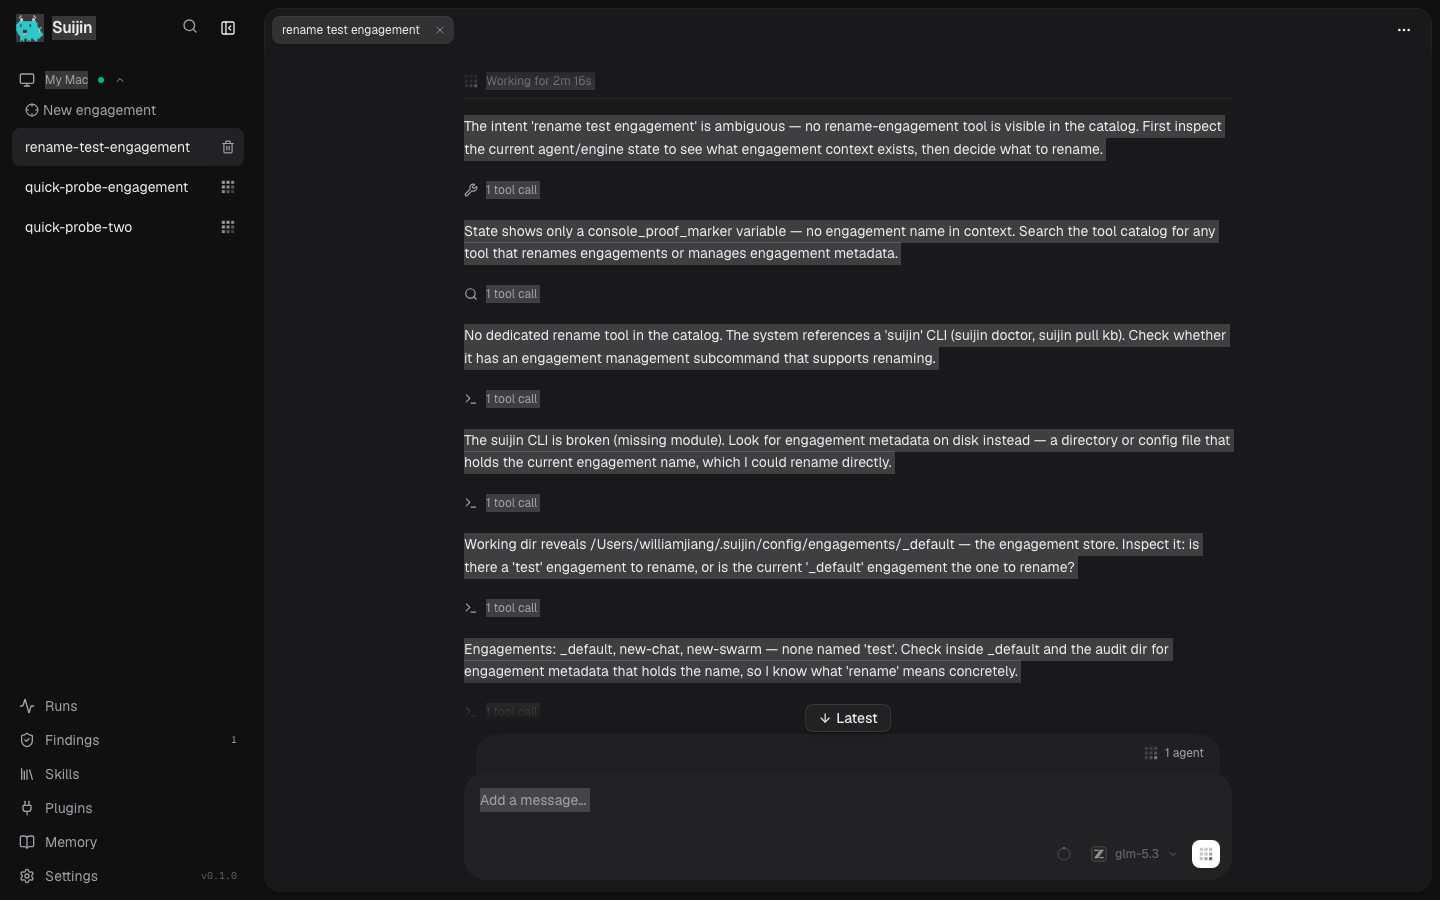 Suijin
My Mac
New engagement
rename-test-engagement
quick-probe-engagement
quick-probe-two
Runs
Findings 1
Skills
Plugins
Memory
Settings v0.1.0
rename test engagement
Working for 2m 16s
The intent 'rename test engagement' is ambiguous — no rename-engagement tool is visible in the catalog. First inspect
the current agent/engine state to see what engagement context exists, then decide what to rename.
1 tool call
State shows only a console_proof_marker variable — no engagement name in context. Search the tool catalog for any
tool that renames engagements or manages engagement metadata.
1 tool call
No dedicated rename tool in the catalog. The system references a 'suijin' CLI (suijin doctor, suijin pull kb). Check whether
it has an engagement management subcommand that supports renaming.
1 tool call
The suijin CLI is broken (missing module). Look for engagement metadata on disk instead — a directory or config file that
holds the current engagement name, which I could rename directly.
1 tool call
Working dir reveals /Users/williamjiang/.suijin/config/engagements/_default — the engagement store. Inspect it: is
there a 'test' engagement to rename, or is the current '_default' engagement the one to rename?
1 tool call
Engagements: _default, new-chat, new-swarm — none named 'test'. Check inside _default and the audit dir for
engagement metadata that holds the name, so I know what 'rename' means concretely.
1 tool call
Latest
1 agent
Add a message...
glm-5.3